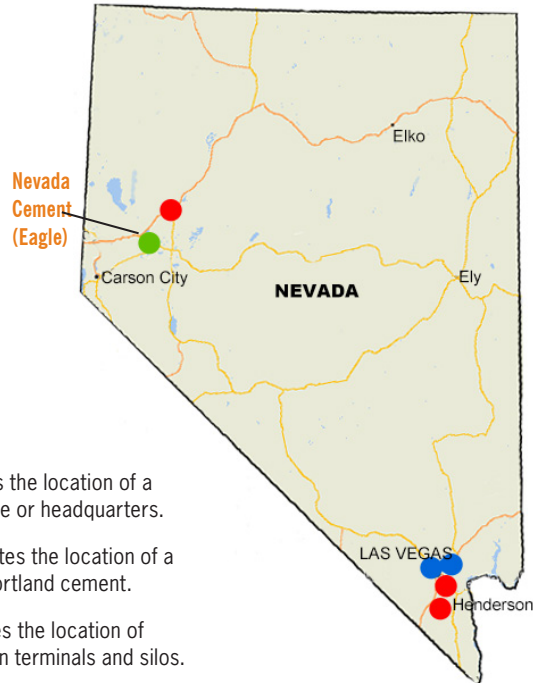 Elko
Nevada
Cement
(Eagle)
Carson City
NEVADA
Ely
s the location of a
e or headquarters.
tes the location of a
ortland cement.
es the location of
n terminals and silos.
LAS VEGAS
Henderson